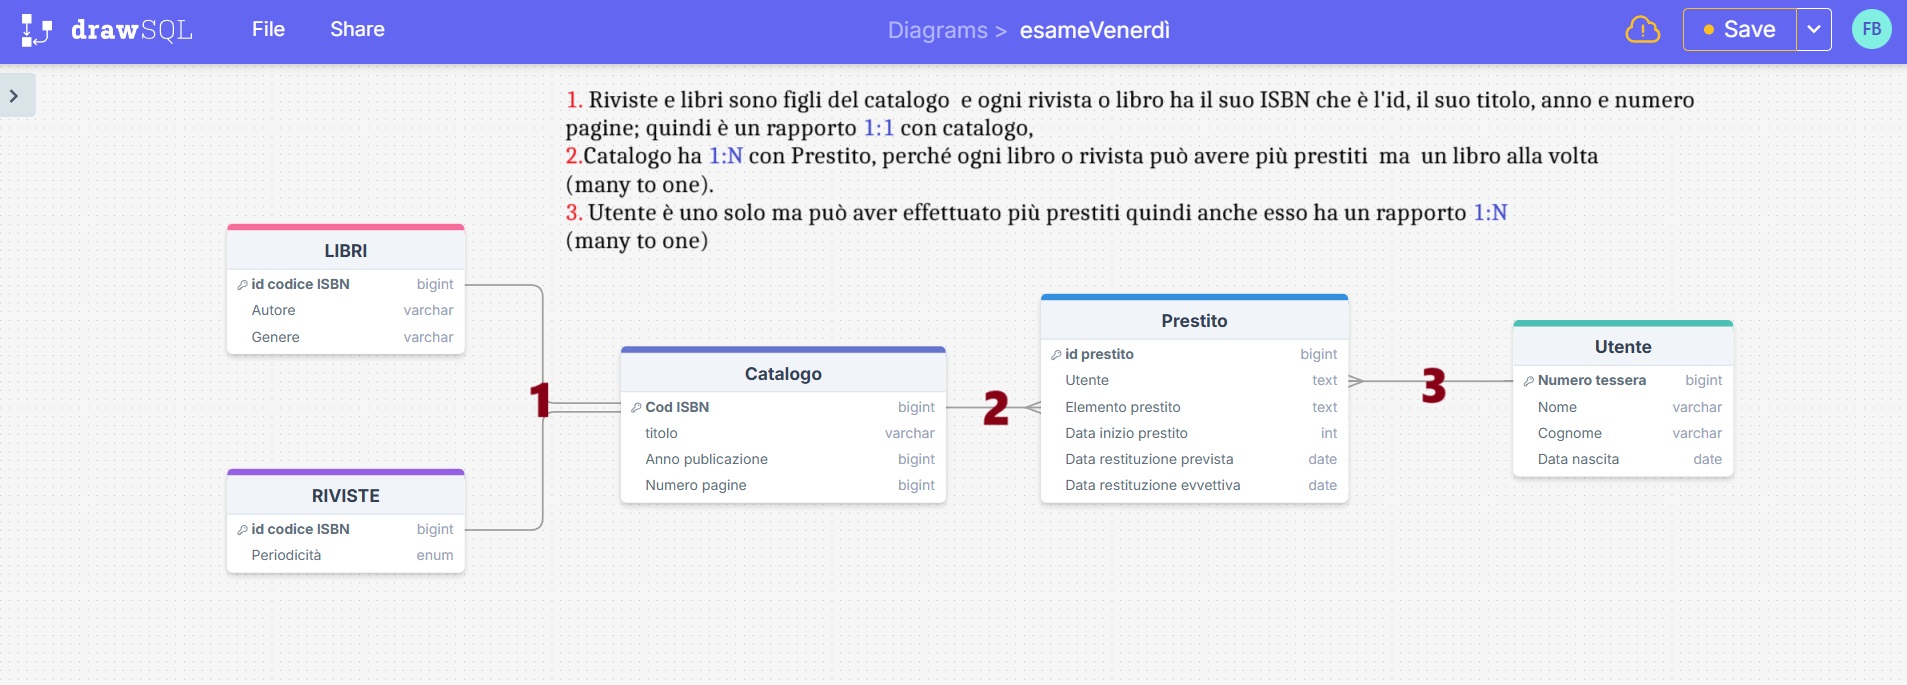 drawSQL File Share Diagrams > esameVenerdì Save FB
1. Riviste e libri sono figli del catalogo e ogni rivista o libro ha il suo ISBN che è l'id, il suo titolo, anno e numero
pagine; quindi è un rapporto 1:1 con catalogo,
2.Catalogo ha 1:N con Prestito, perché ogni libro o rivista può avere più prestiti ma un libro alla volta
(many to one).
3. Utente è uno solo ma può aver effettuato più prestiti quindi anche esso ha un rapporto 1:N
(many to one)
LIBRI
id codice ISBN bigint
Autore varchar
Genere varchar
1
RIVISTE
id codice ISBN bigint
Periodicità enum
Catalogo
Cod ISBN bigint
titolo varchar
Anno publicazione bigint
Numero pagine bigint
2
Prestito
id prestito bigint
Utente text
Elemento prestito text
Data inizio prestito int
Data restituzione prevista date
Data restituzione evvettiva date
3
Utente
Numero tessera bigint
Nome varchar
Cognome varchar
Data nascita date